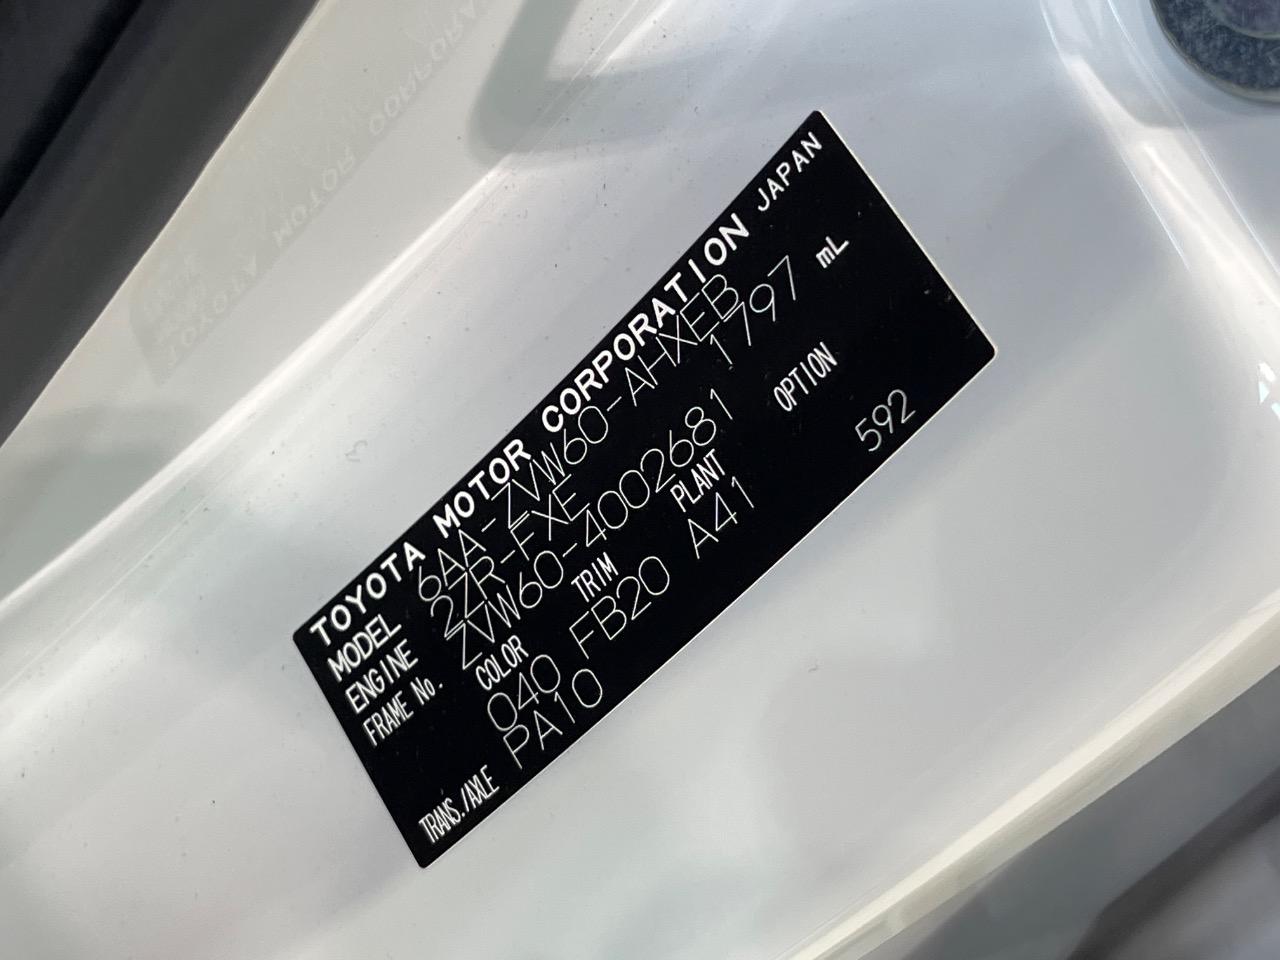 TOYOTA MOTOR CORPORATION JAPAN
MODEL 6AA-ZVW60-AHXEB
ENGINE 2ZR-FXE 1797 mL
FRAME No. ZVW60-4002681
COLOR TRIM PLANT OPTION
040 FB20 A41 592
TRANS./AXLE PA10